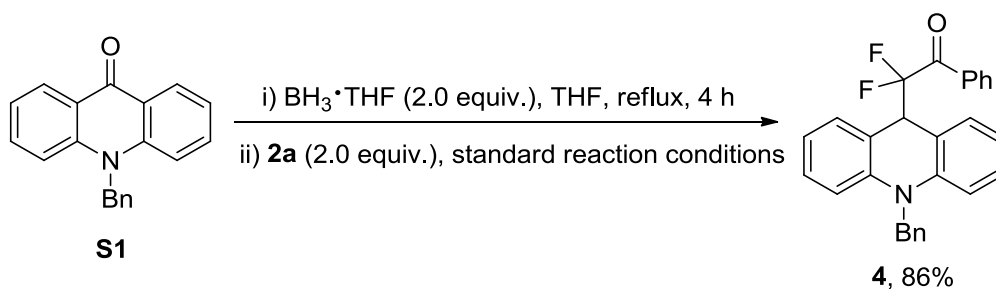 O
N
Bn
S1
i) BH₃•THF (2.0 equiv.), THF, reflux, 4 h
ii) 2a (2.0 equiv.), standard reaction conditions
O
F
F
Ph
N
Bn
4, 86%